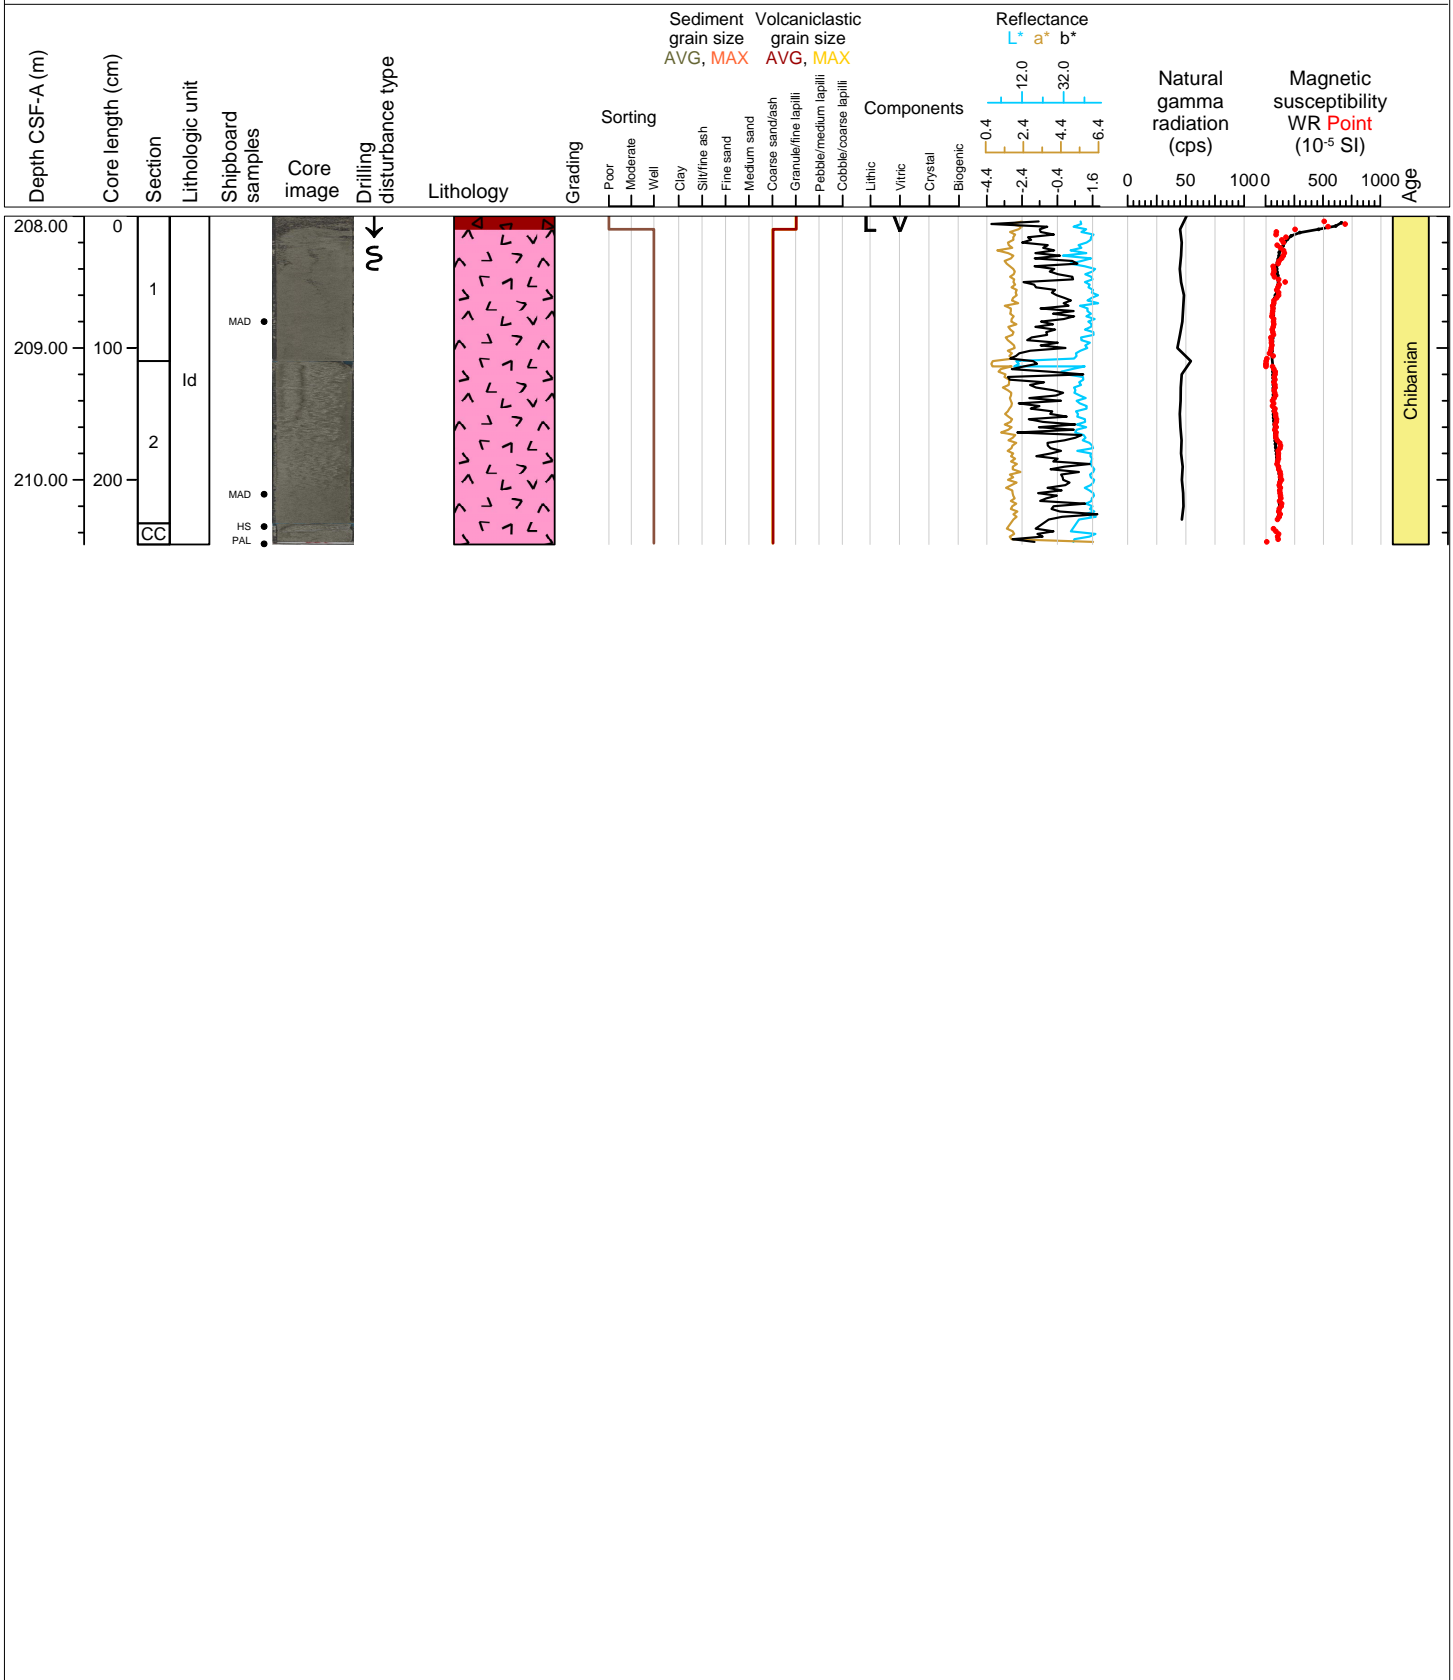 Depth CSF-A (m)
Core length (cm)
Section
Lithologic unit
Shipboard
samples
Core
image
Drilling
disturbance type
Lithology
Grading
Sorting
Poor
Moderate
Well
Sediment
grain size
AVG, MAX
Volcaniclastic
grain size
AVG, MAX
Clay
Silt/fine ash
Fine sand
Medium sand
Coarse sand/ash
Granule/fine lapilli
Pebble/medium lapilli
Cobble/coarse lapilli
Components
Lithic
Vitric
Crystal
Biogenic
Reflectance
L* a* b*
12.0 32.0
0.4 2.4 4.4 6.4
-4.4 -2.4 -0.4 1.6
Natural
gamma
radiation
(cps)
0 50 100
Magnetic
susceptibility
WR Point
(10-5 SI)
0 500 1000
Age
208.00 0
209.00 100
210.00 200
1
2
CC
Id
MAD
MAD
HS
PAL
L V
Chibanian